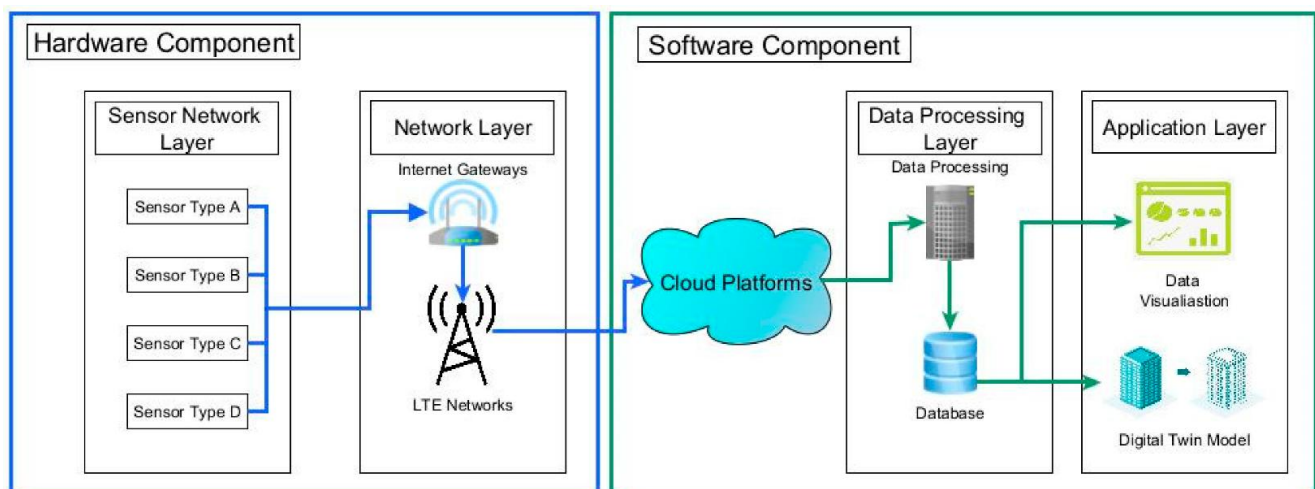 Hardware Component
Sensor Network
Layer
Sensor Type A
Sensor Type B
Sensor Type C
Sensor Type D
Network Layer
Internet Gateways
LTE Networks
Software Component
Cloud Platforms
Data Processing
Layer
Data Processing
Database
Application Layer
Data
Visualiastion
Digital Twin Model